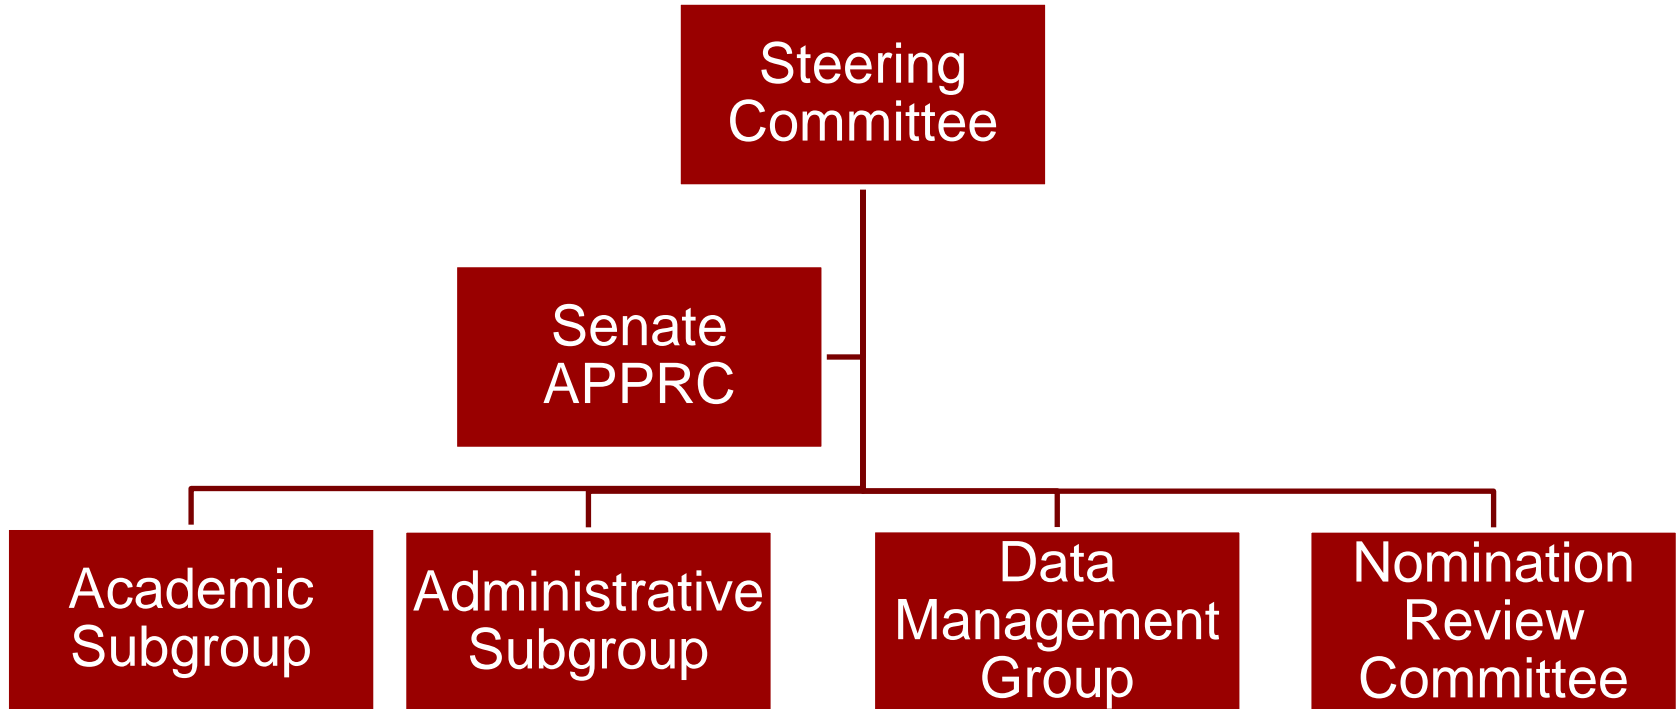 Steering
Committee
Senate
APPRC
Academic
Subgroup
Administrative
Subgroup
Data
Management
Group
Nomination
Review
Committee